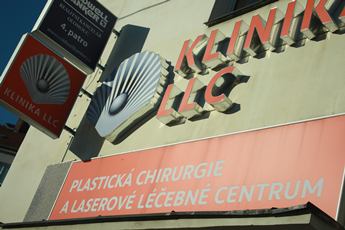 4. patro
KLINIKA LLC
KLINIKA
LLC
PLASTICKÁ CHIRURGIE
A LASEROVÉ LÉČEBNÉ CENTRUM